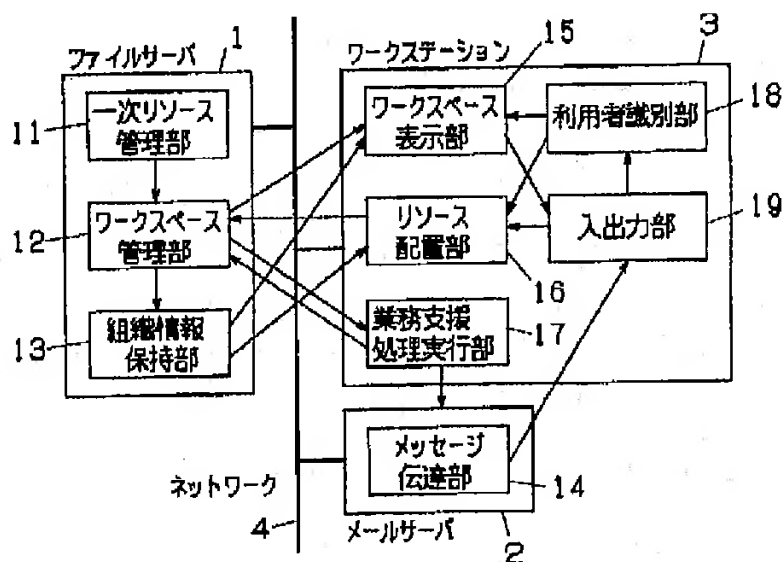 ファイルサーバ
1
11
一次リソース
管理部
12
ワークスペース
管理部
13
組織情報
保持部
ネットワーク
4
ワークステーション
3
15
ワークスペース
表示部
利用者識別部
18
リソース
配置部
16
入出力部
19
業務支援
処理実行部
17
メッセージ
伝達部
14
メールサーバ
2